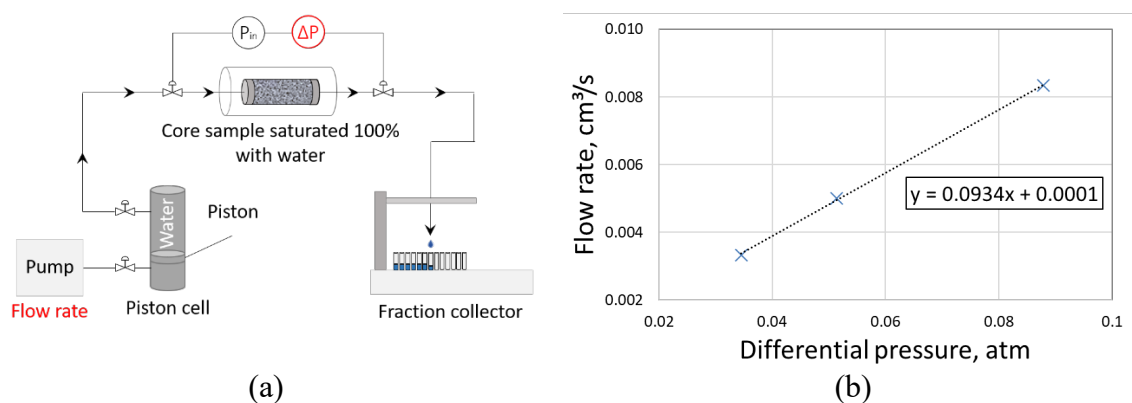 P_in
ΔP
Core sample saturated 100%
with water
Water
Piston
Pump
Flow rate
Piston cell
Fraction collector
(a)
Flow rate, cm³/s
0.010
0.008
0.006
0.004
0.002
y = 0.0934x + 0.0001
0.02
0.04
0.06
0.08
0.1
Differential pressure, atm
(b)